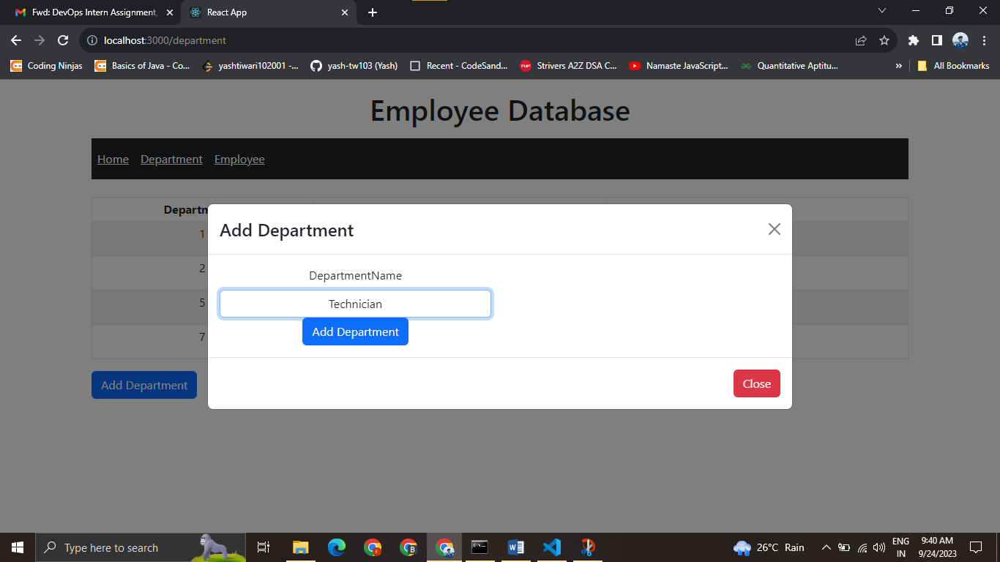 Fwd: DevOps Intern Assignment,
React App
localhost:3000/department
Coding Ninjas
Basics of Java - Co...
yashtiwari102001 -...
yash-tw103 (Yash)
Recent - CodeSand...
Strivers A2Z DSA C...
Namaste JavaScript...
Quantitative Aptitu...
»
All Bookmarks
Employee Database
Home Department Employee
Departm
1
2
5
7
Add Department
Add Department
DepartmentName
Technician
Add Department
Close
Type here to search
26°C Rain
ENG
IN
9:40 AM
9/24/2023